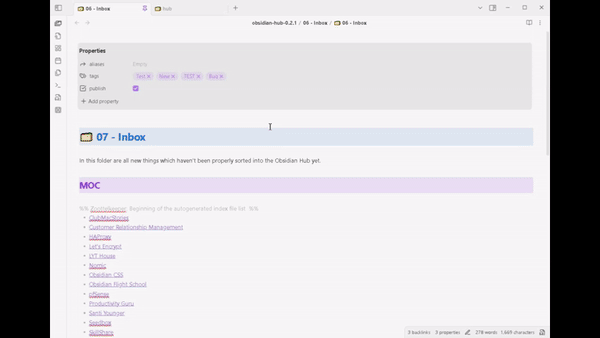 06 - Inbox
hub
obsidian-hub-0.2.1 / 06 - Inbox / 06 - Inbox
Properties
aliases Empty
tags Test × New × TEST × Bug ×
publish
+ Add property
07 - Inbox
In this folder are all new things which haven't been properly sorted into the Obsidian Hub yet.
MOC
%% Zoottelkeeper: Beginning of the autogenerated index file list %%
ClubMacStories
Customer Relationship Management
HAProxy
Let's Encrypt
LYT House
Nomic
Obsidian CSS
Obsidian Flight School
pfSense
Productivity Guru
Santi Younger
Seedbox
SkillShare
3 backlinks 3 properties 278 words 1,669 characters